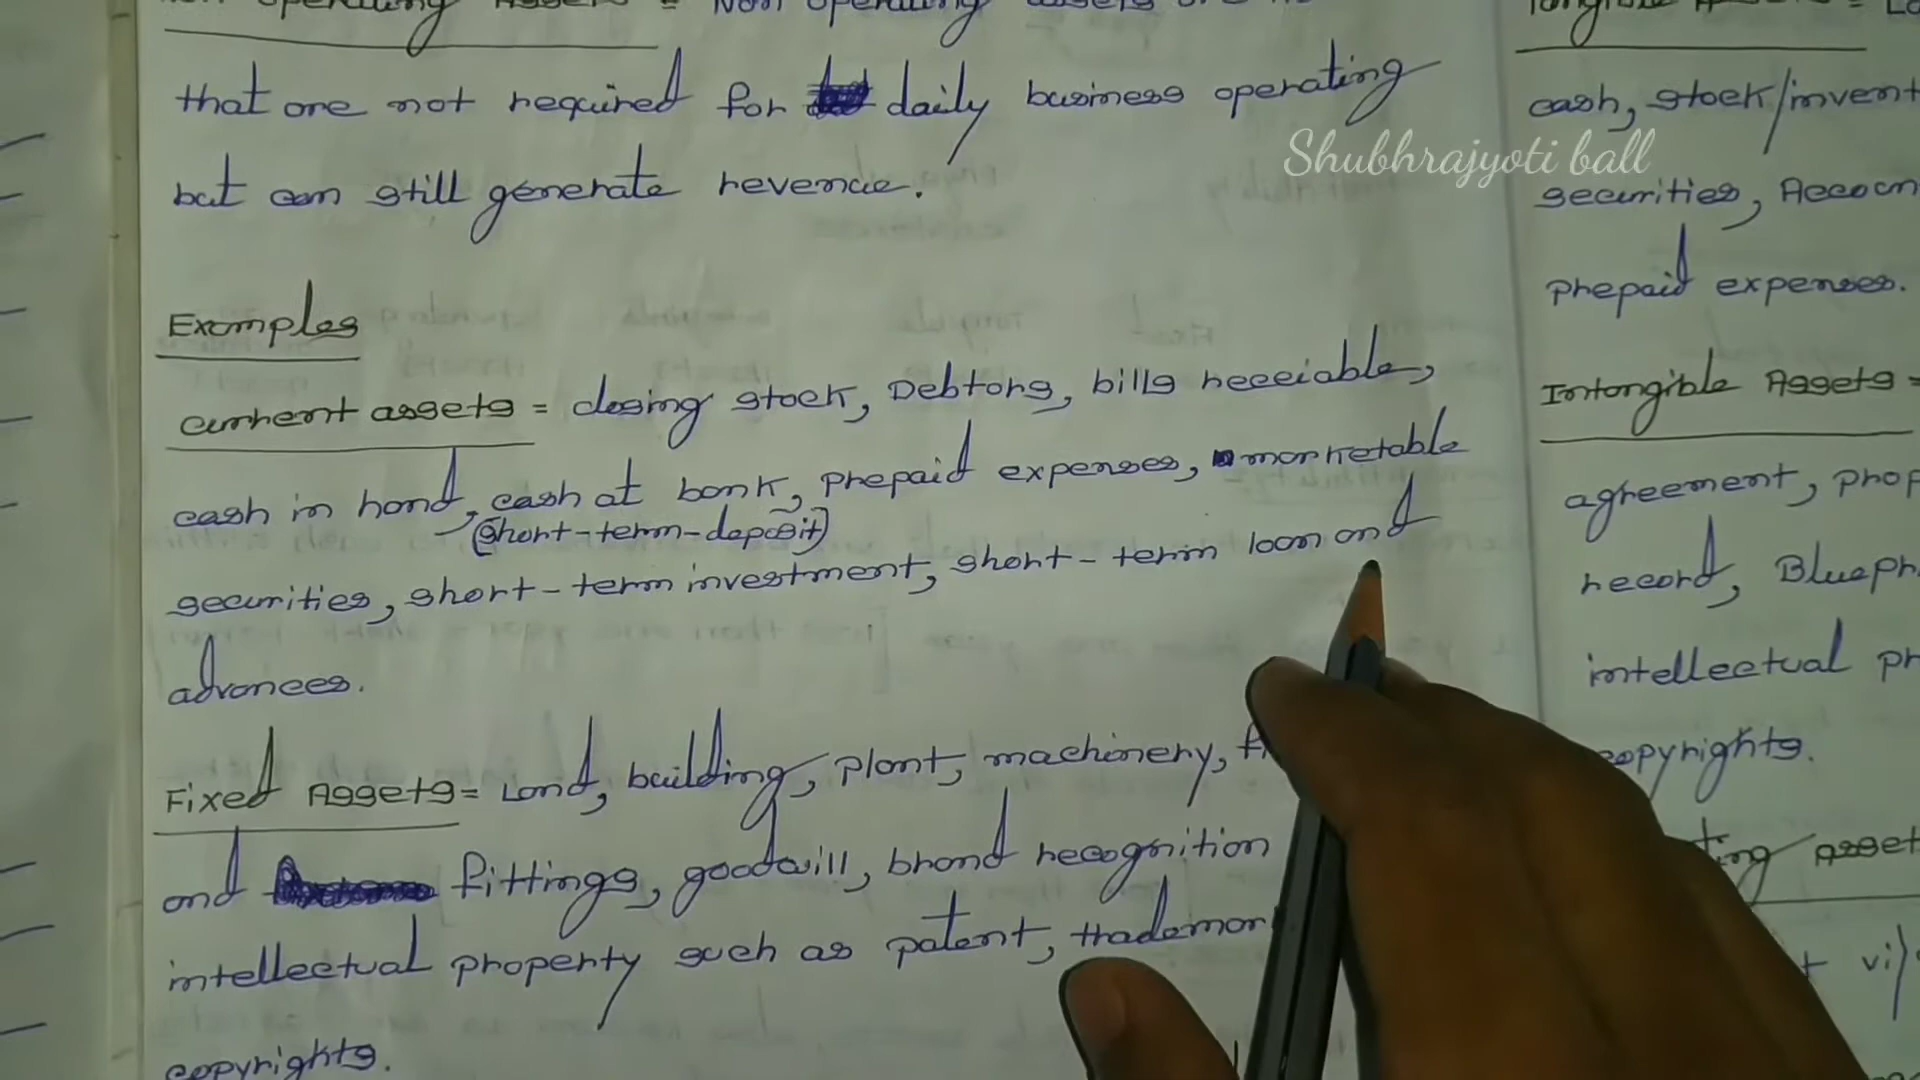 that are not required for daily business operating
but can still generate revenue.
Examples
current assets = closing stock, Debtors, bills receiable,
cash in hand, cash at bank, prepaid expenses, marketable
(short-term-deposit)
securities, short-term investment, short-term loan and
advances.
Fixed Assets = Land, building, plant, machinery,
and fittings, goodwill, brand recognition
intellectual property such as patent,
copyrights.
Shubhrajyoti ball
Tangible
cash, stock/
securities,
prepaid expenses.
Intangible Assets =
agreement,
record,
intellectual
copyrights.